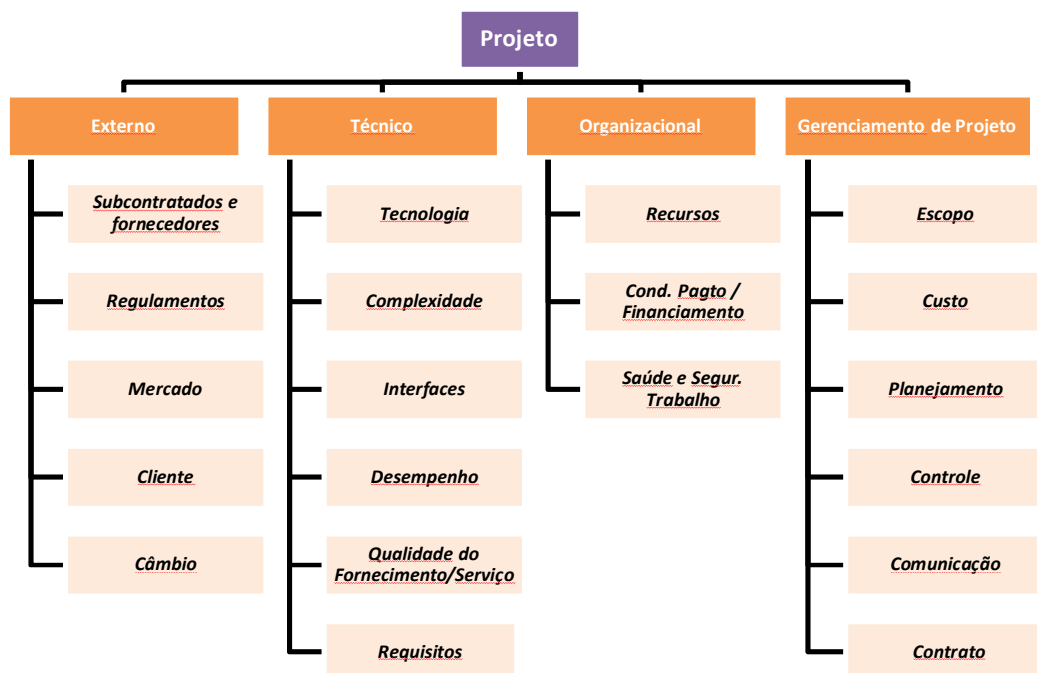 Projeto
Externo
Técnico
Organizacional
Gerenciamento de Projeto
Subcontratados e
fornecedores
Regulamentos
Mercado
Cliente
Câmbio
Tecnologia
Complexidade
Interfaces
Desempenho
Qualidade do
Fornecimento/Serviço
Requisitos
Recursos
Cond. Pagto /
Financiamento
Saúde e Segur.
Trabalho
Escopo
Custo
Planejamento
Controle
Comunicação
Contrato